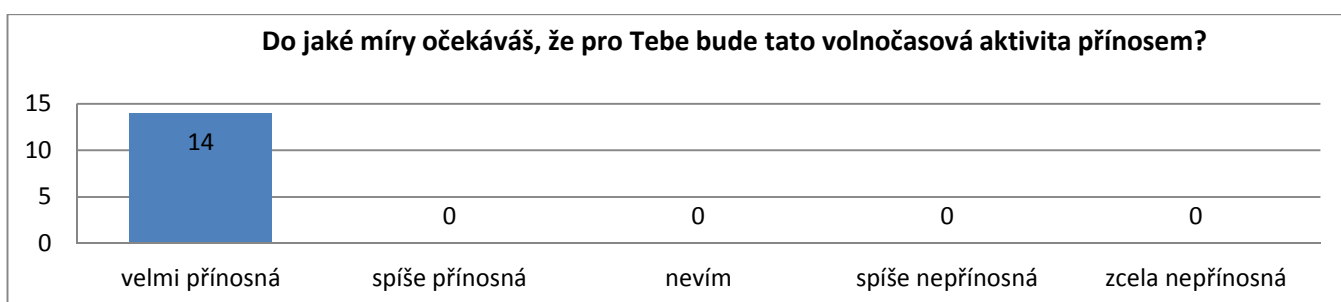 Do jaké míry očekáváš, že pro Tebe bude tato volnočasová aktivita přínosem?
15
10
5
0
14
0
0
0
0
velmi přínosná
spíše přínosná
nevím
spíše nepřínosná
zcela nepřínosná